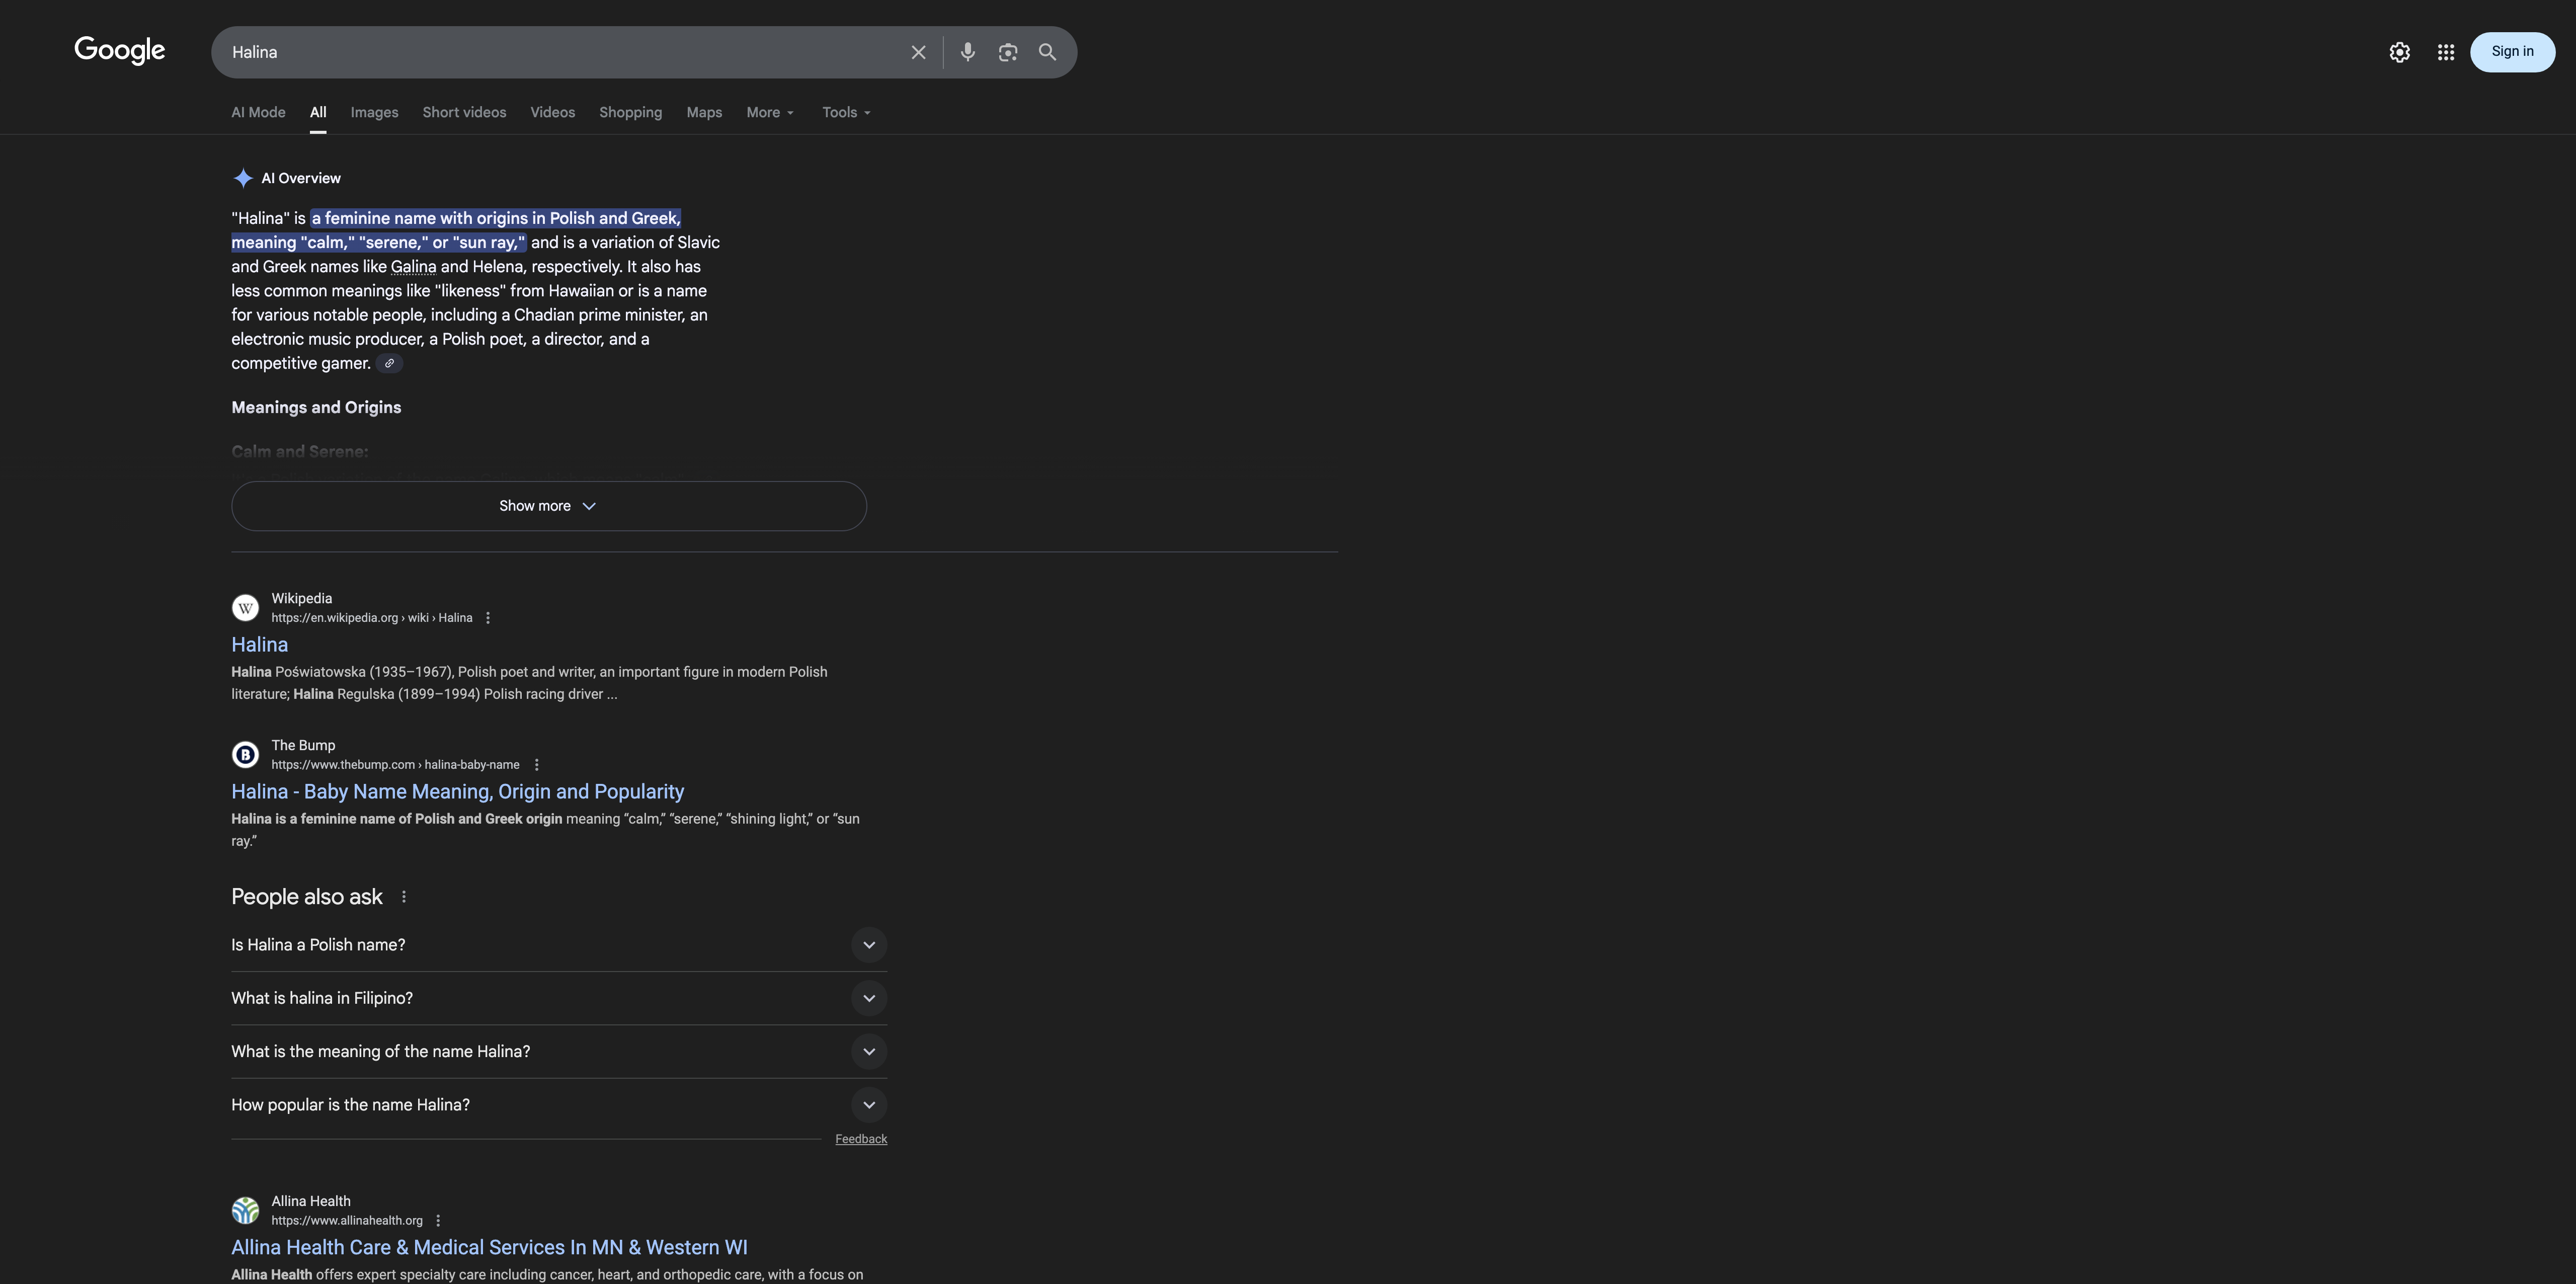 Google
Halina
Sign in
AI Mode
All
Images
Short videos
Videos
Shopping
Maps
More
Tools
AI Overview
"Halina" is a feminine name with origins in Polish and Greek,
meaning "calm," "serene," or "sun ray," and is a variation of Slavic
and Greek names like Galina and Helena, respectively. It also has
less common meanings like "likeness" from Hawaiian or is a name
for various notable people, including a Chadian prime minister, an
electronic music producer, a Polish poet, a director, and a
competitive gamer.
Meanings and Origins
Calm and Serene:
Show more
W
Wikipedia
https://en.wikipedia.org › wiki › Halina
Halina
Halina Poświatowska (1935–1967), Polish poet and writer, an important figure in modern Polish
literature; Halina Regulska (1899–1994) Polish racing driver ...
B
The Bump
https://www.thebump.com › halina-baby-name
Halina - Baby Name Meaning, Origin and Popularity
Halina is a feminine name of Polish and Greek origin meaning “calm,” “serene,” “shining light,” or “sun
ray.”
People also ask
Is Halina a Polish name?
What is halina in Filipino?
What is the meaning of the name Halina?
How popular is the name Halina?
Feedback
Allina Health
https://www.allinahealth.org
Allina Health Care & Medical Services In MN & Western WI
Allina Health offers expert specialty care including cancer, heart, and orthopedic care, with a focus on